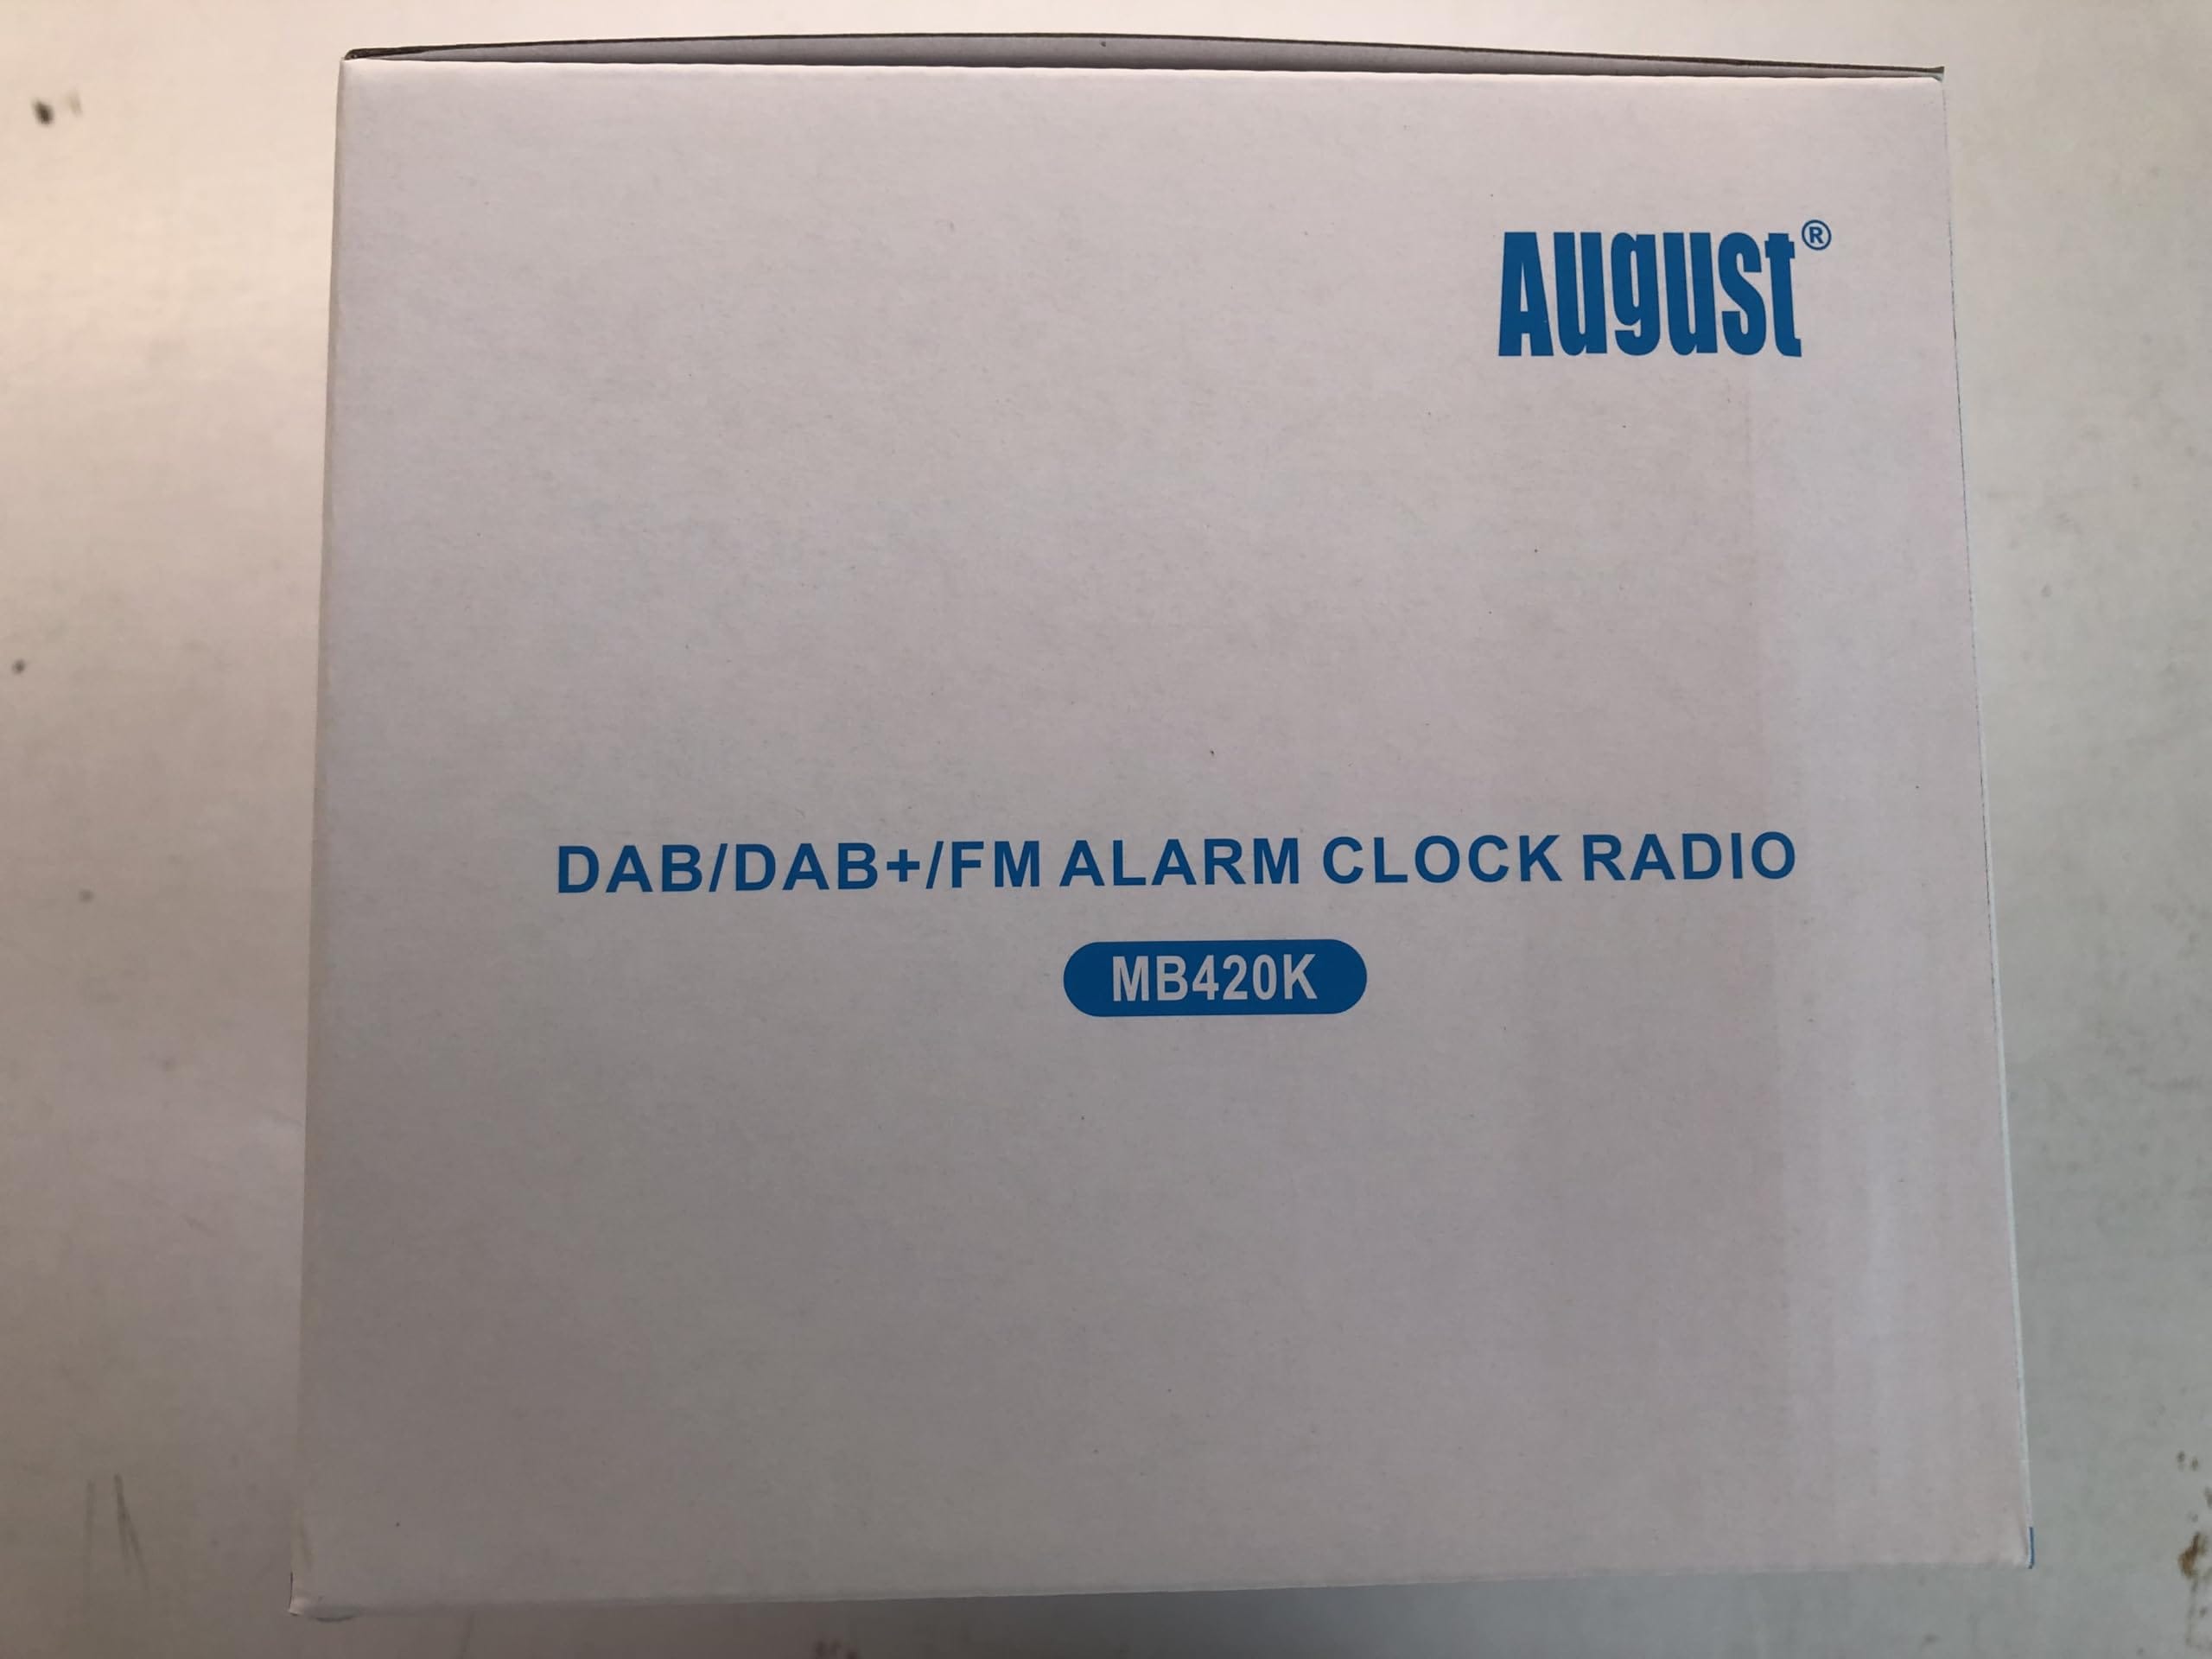 August®
DAB/DAB+/FM ALARM CLOCK RADIO
MB420K